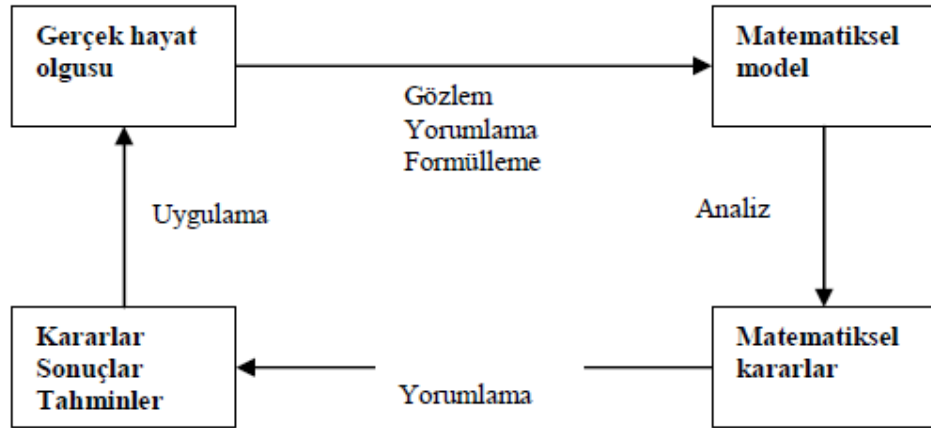 Gerçek hayat
olgusu
Matematiksel
model
Gözlem
Yorumlama
Formülleme
Uygulama
Analiz
Kararlar
Sonuçlar
Tahminler
Matematiksel
kararlar
Yorumlama